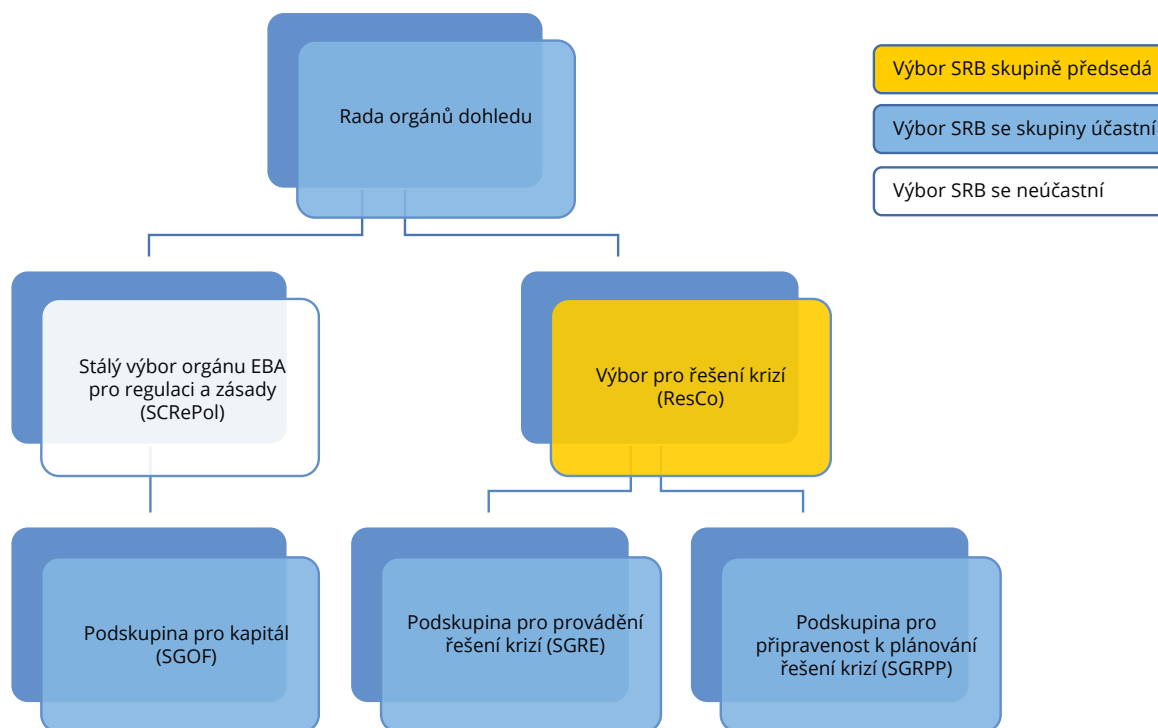 Rada orgánů dohledu
Výbor SRB skupině předsedá
Výbor SRB se skupiny účastní
Výbor SRB se neúčastní
Stálý výbor orgánu EBA
pro regulaci a zásady
(SCRePol)
Výbor pro řešení krizí
(ResCo)
Podskupina pro kapitál
(SGOF)
Podskupina pro provádění
řešení krizí (SGRE)
Podskupina pro
připravenost k plánování
řešení krizí (SGRPP)